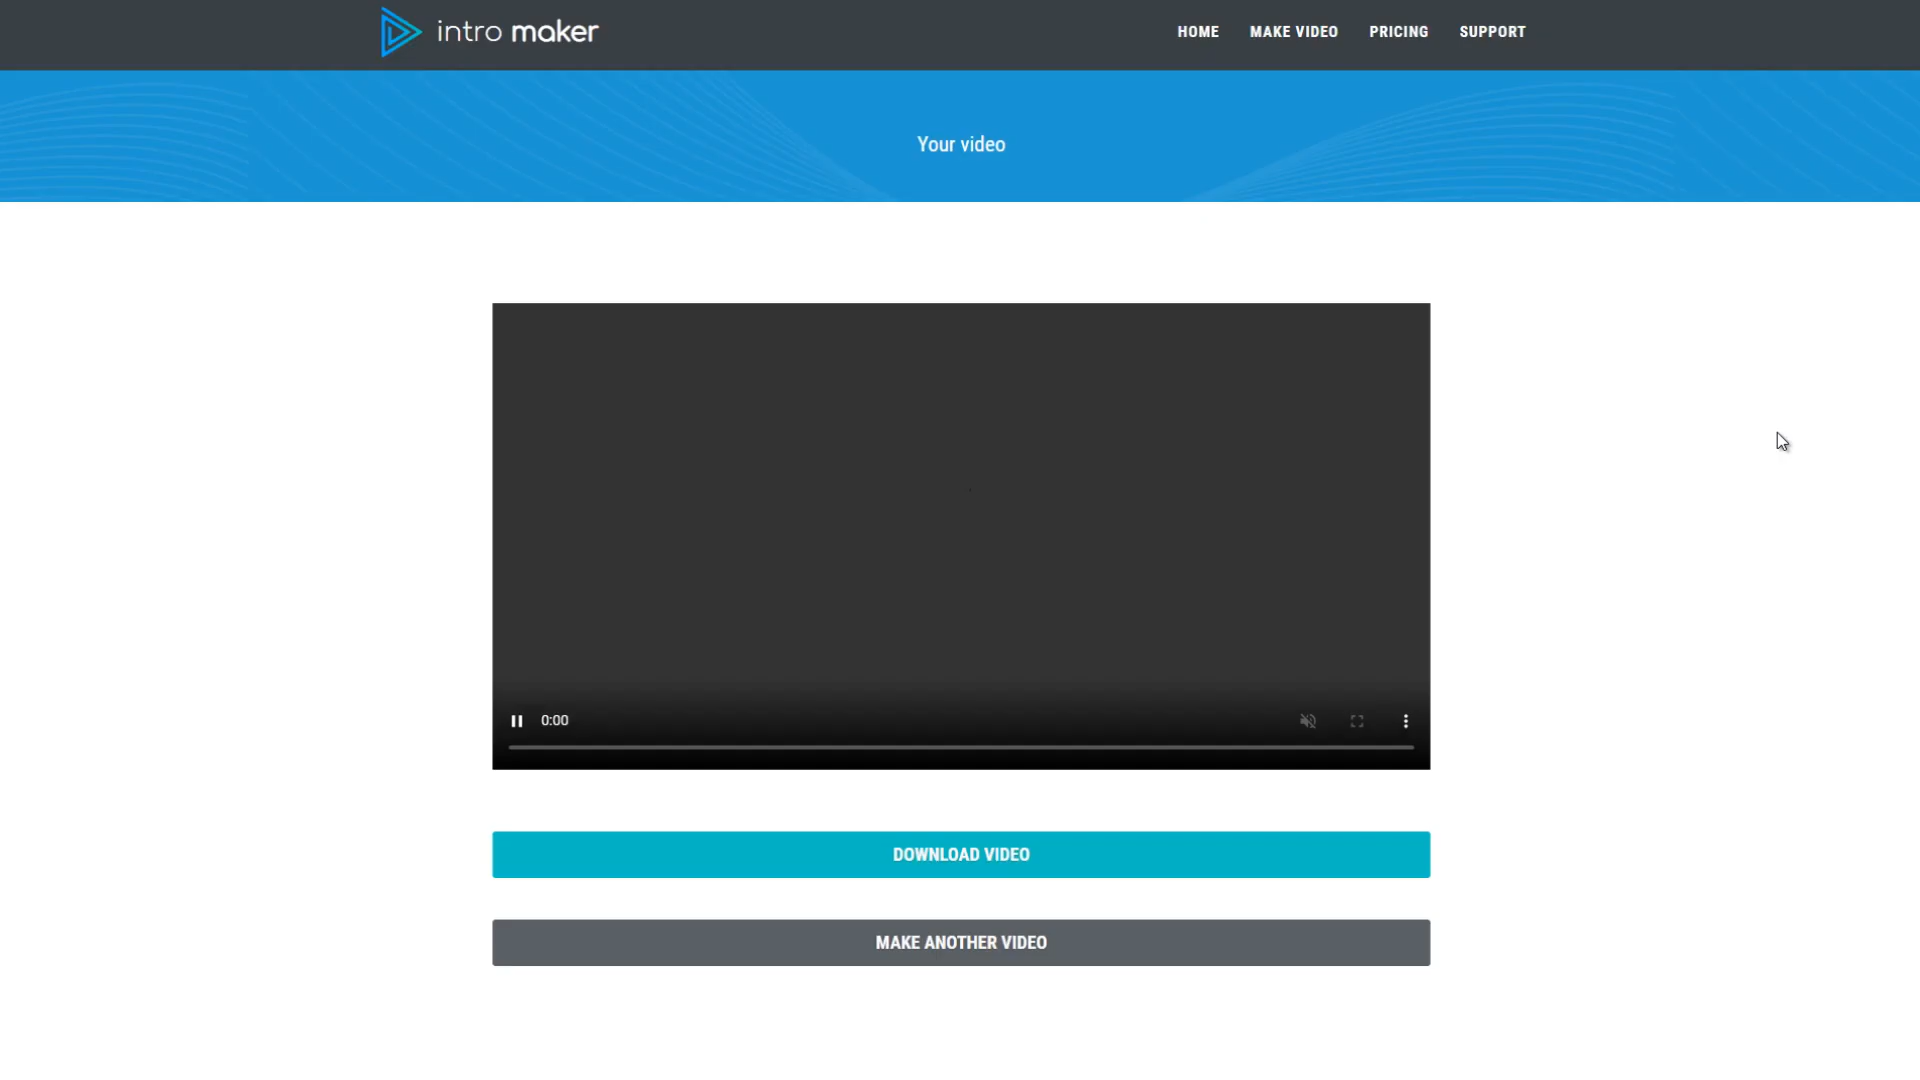 intro maker
HOME MAKE VIDEO PRICING SUPPORT
Your video
0:00
DOWNLOAD VIDEO
MAKE ANOTHER VIDEO